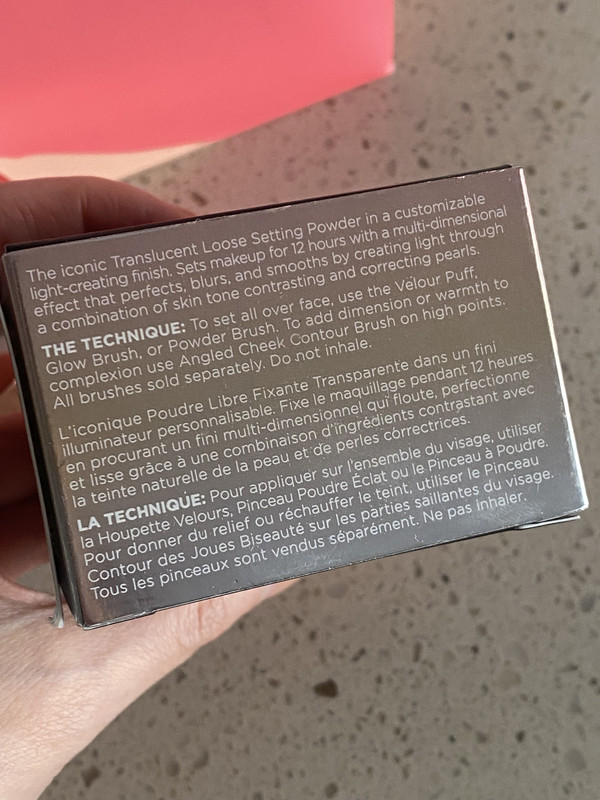 The iconic Translucent Loose Setting Powder in a customizable
light-creating finish. Sets makeup for 12 hours with a multi-dimensional
effect that perfects, blurs, and smooths by creating light through
a combination of skin tone contrasting and correcting pearls.
THE TECHNIQUE: To set all over face, use the Velour Puff,
Glow Brush, or Powder Brush. To add dimension or warmth to
complexion use Angled Cheek Contour Brush on high points.
All brushes sold separately. Do not inhale.
L'iconique Poudre Libre Fixante Transparente dans un fini
illuminateur personnalisable. Fixe le maquillage pendant 12 heures
en procurant un fini multi-dimensionnel qui floute, perfectionne
et lisse grâce à une combinaison d'ingrédients contrastant avec
la teinte naturelle de la peau et de perles correctrices.
LA TECHNIQUE: Pour appliquer sur l'ensemble du visage, utiliser
la Houpette Velours, Pinceau Poudre Éclat ou le Pinceau à Poudre.
Pour donner du relief ou réchauffer le teint, utiliser le Pinceau
Contour des Joues Biseauté sur les parties saillantes du visage.
Tous les pinceaux sont vendus séparément. Ne pas inhaler.